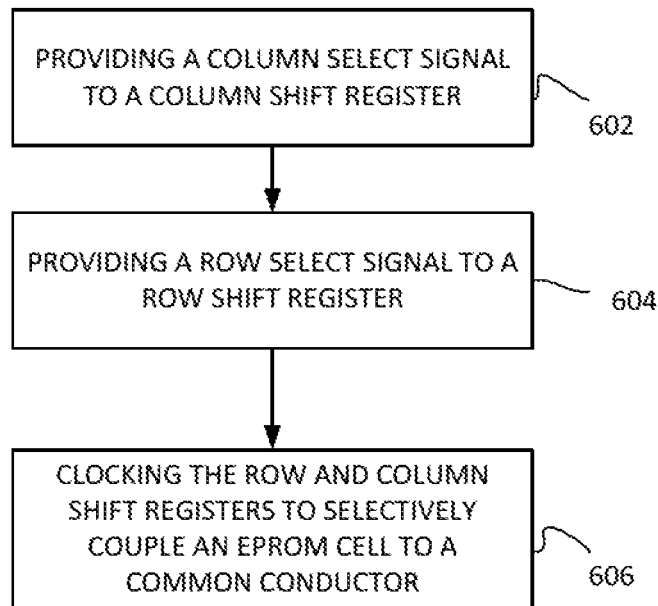 PROVIDING A COLUMN SELECT SIGNAL
TO A COLUMN SHIFT REGISTER
602
PROVIDING A ROW SELECT SIGNAL TO A
ROW SHIFT REGISTER
604
CLOCKING THE ROW AND COLUMN
SHIFT REGISTERS TO SELECTIVELY
COUPLE AN EPROM CELL TO A
COMMON CONDUCTOR
606